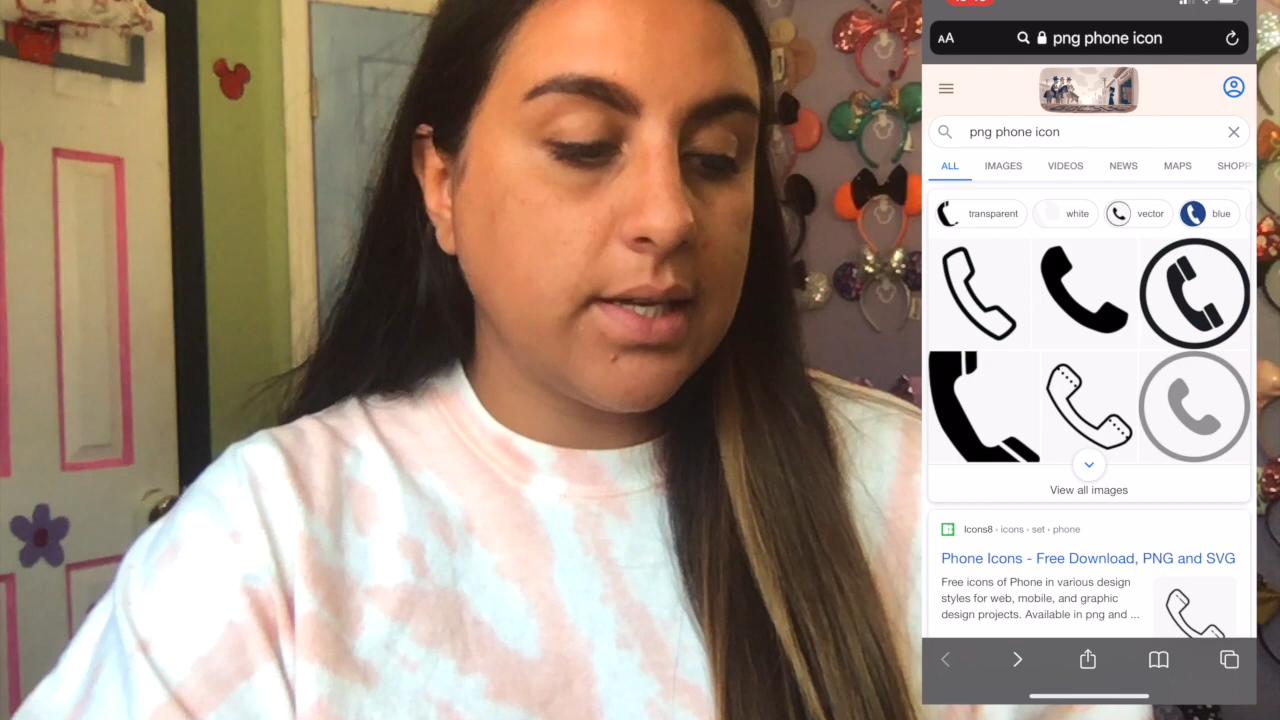 AA png phone icon
png phone icon
ALL IMAGES VIDEOS NEWS MAPS SHOPP
transparent white vector blue
View all images
Icons8 › icons › set › phone
Phone Icons - Free Download, PNG and SVG
Free icons of Phone in various design
styles for web, mobile, and graphic
design projects. Available in png and ...